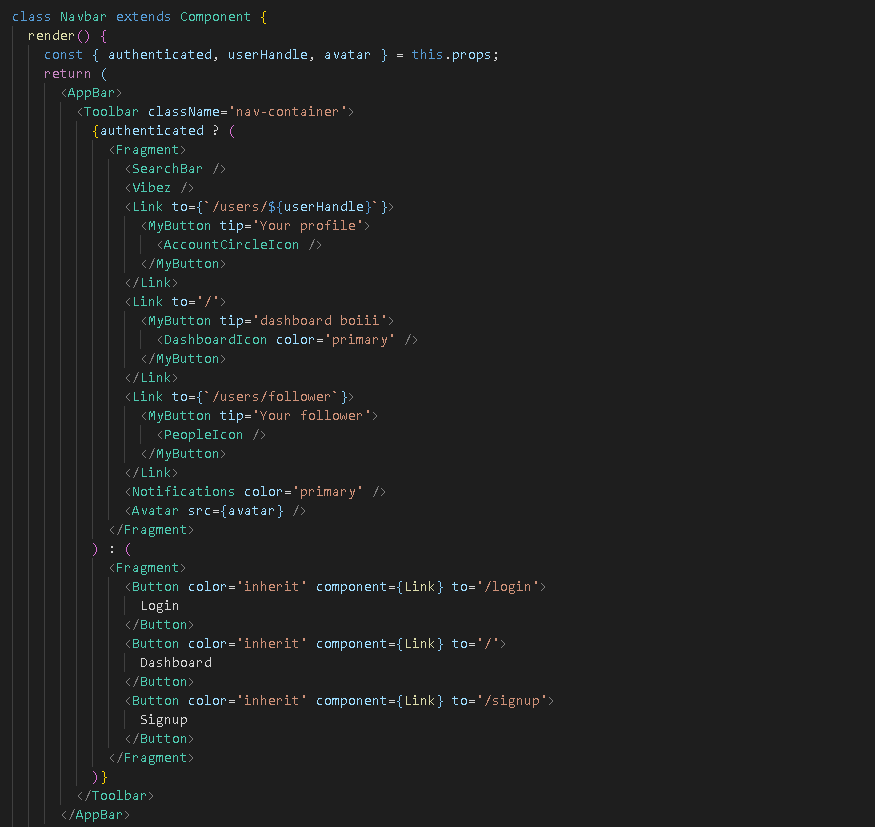 class Navbar extends Component {
render() {
const { authenticated, userHandle, avatar } = this.props;
return (
<AppBar>
<Toolbar className='nav-container'>
{authenticated ? (
<Fragment>
<SearchBar />
<Vibez />
<Link to={`/users/${userHandle}`}>
<MyButton tip='Your profile'>
<AccountCircleIcon />
</MyButton>
</Link>
<Link to='/'>
<MyButton tip='dashboard boiii'>
<DashboardIcon color='primary' />
</MyButton>
</Link>
<Link to={`/users/follower`}>
<MyButton tip='Your follower'>
<PeopleIcon />
</MyButton>
</Link>
<Notifications color='primary' />
<Avatar src={avatar} />
</Fragment>
) : (
<Fragment>
<Button color='inherit' component={Link} to='/login'>
Login
</Button>
<Button color='inherit' component={Link} to='/'>
Dashboard
</Button>
<Button color='inherit' component={Link} to='/signup'>
Signup
</Button>
</Fragment>
)}
</Toolbar>
</AppBar>